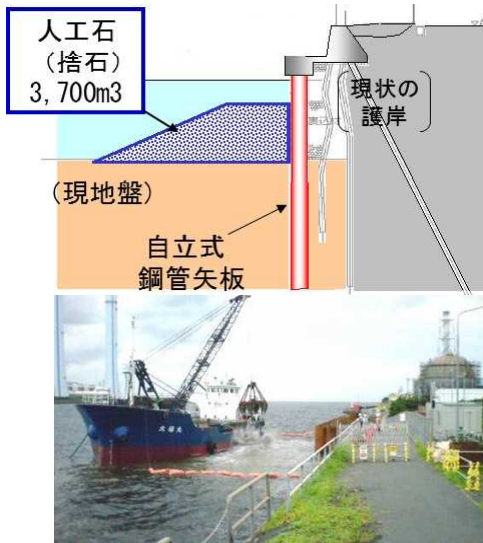 人工石
(捨石)
3,700m3
現状の
護岸
(現地盤)
自立式
鋼管矢板